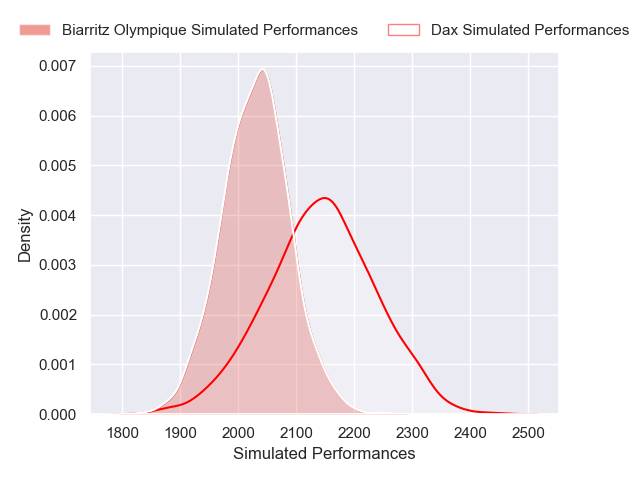 Biarritz Olympique Simulated Performances
Dax Simulated Performances
0.007
0.006
0.005
0.004
0.003
0.002
0.001
0.000
Density
1800 1900 2000 2100 2200 2300 2400 2500
Simulated Performances